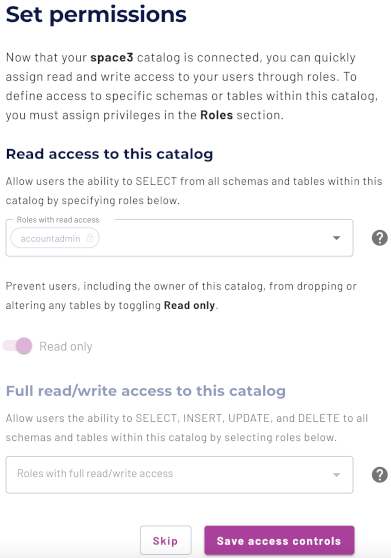 Set permissions
Now that your space3 catalog is connected, you can quickly
assign read and write access to your users through roles. To
define access to specific schemas or tables within this catalog,
you must assign privileges in the Roles section.
Read access to this catalog
Allow users the ability to SELECT from all schemas and tables within this
catalog by specifying roles below.
Roles with read access
accountadmin
?
Prevent users, including the owner of this catalog, from dropping or
altering any tables by toggling Read only.
Read only
Full read/write access to this catalog
Allow users the ability to SELECT, INSERT, UPDATE, and DELETE to all
schemas and tables within this catalog by selecting roles below.
Roles with full read/write access
?
Skip
Save access controls